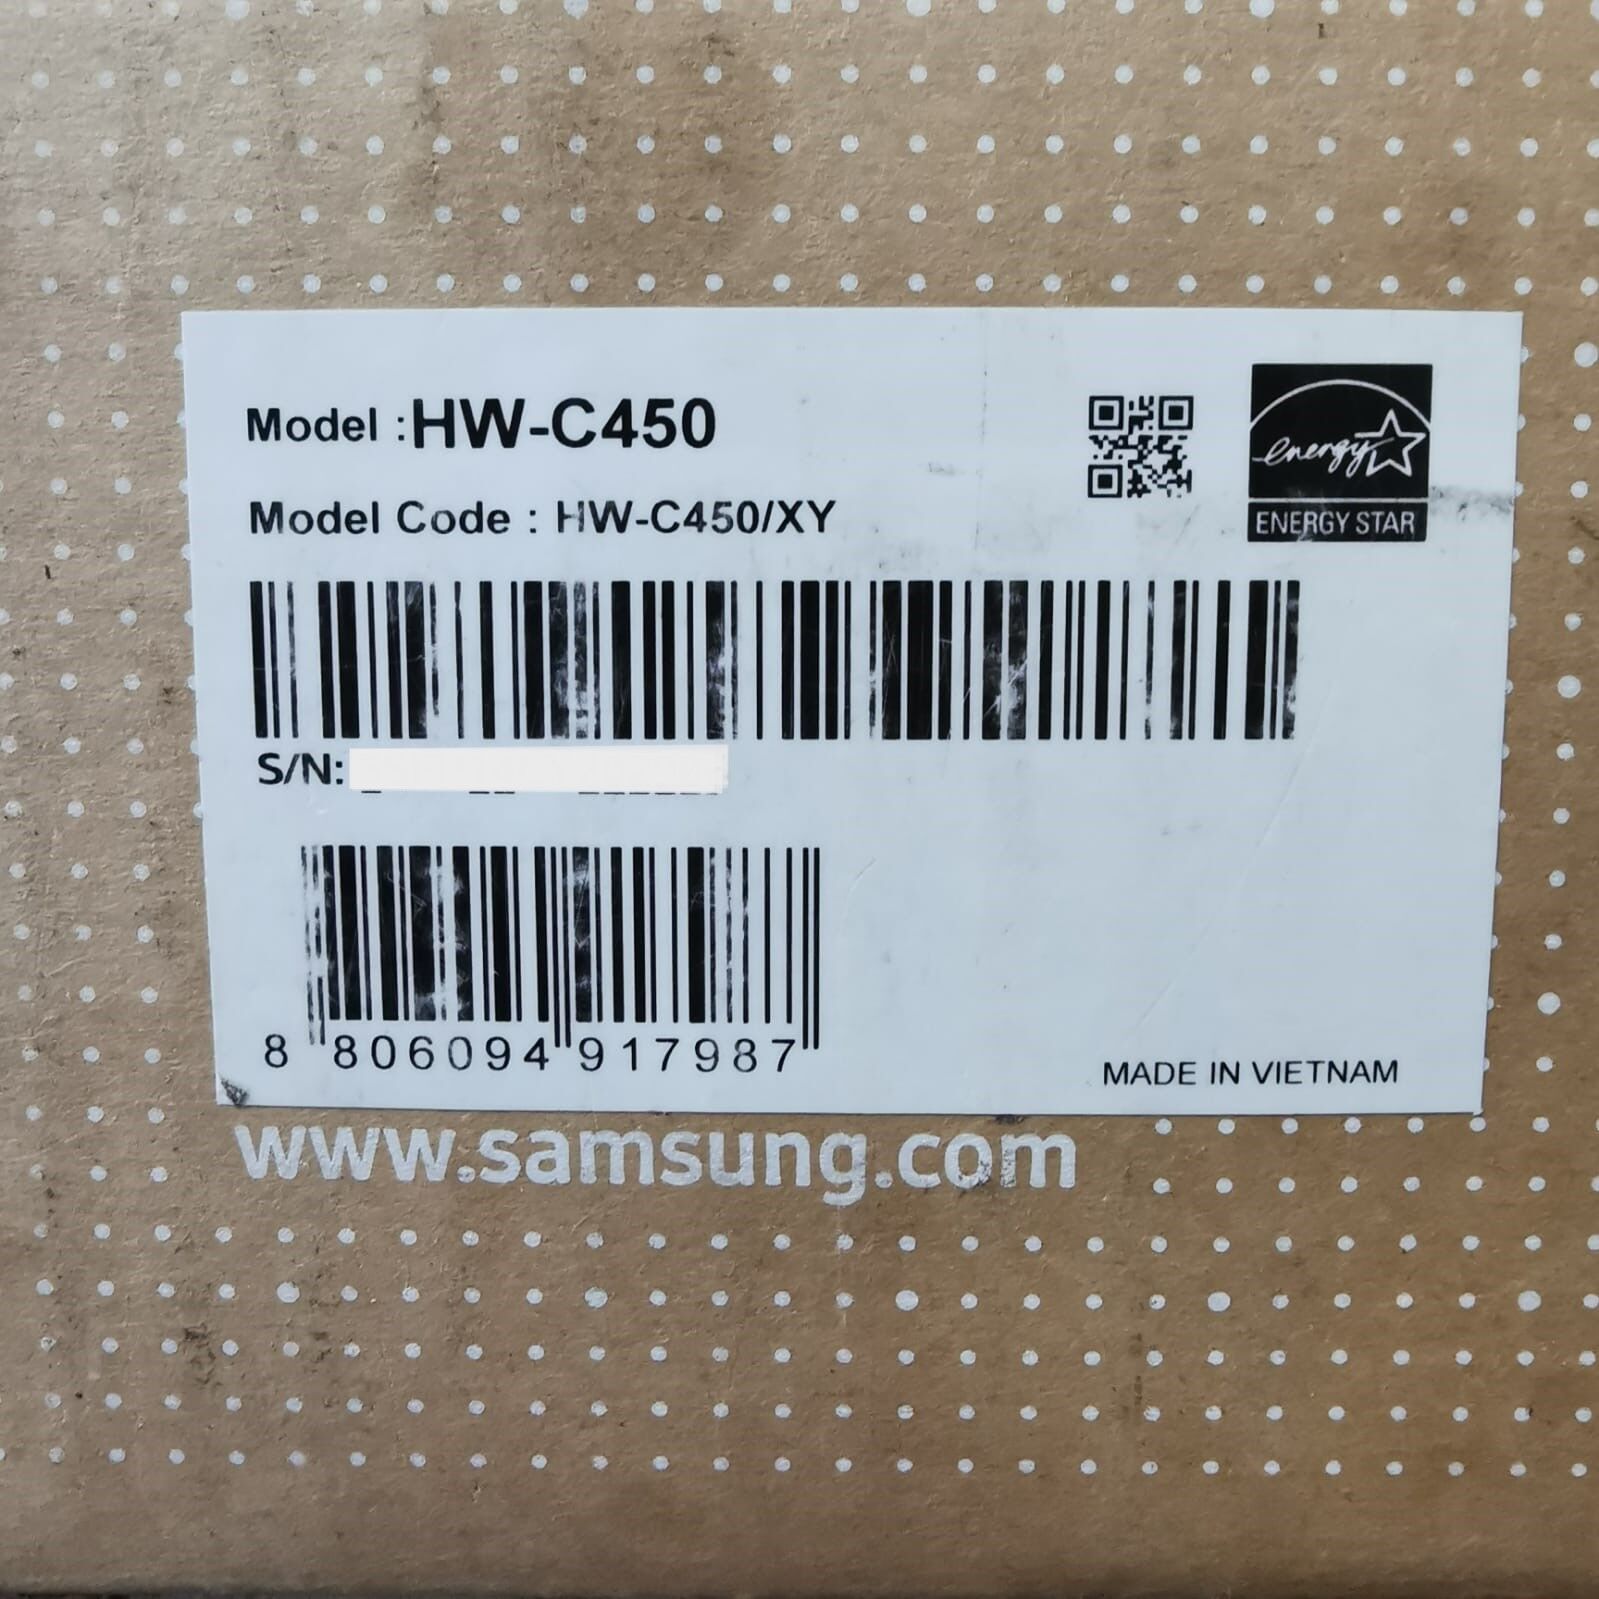 Model :HW-C450
Model Code : HW-C450/XY
energy
ENERGY STAR
S/N:
8 806094 917987
MADE IN VIETNAM
www.samsung.com